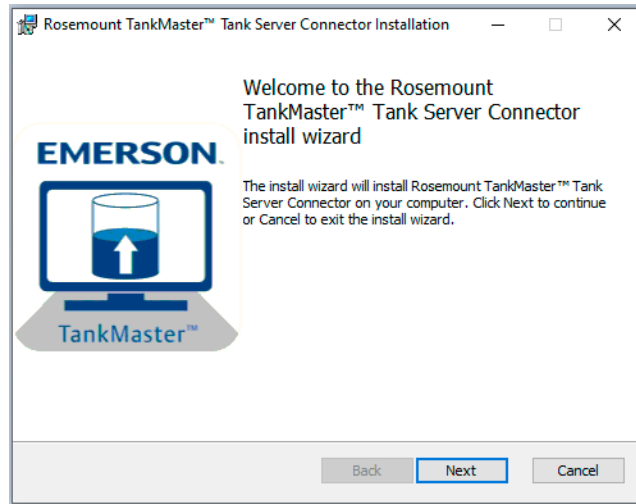 Rosemount TankMaster™ Tank Server Connector Installation
Welcome to the Rosemount
TankMaster™ Tank Server Connector
install wizard
EMERSON.
The install wizard will install Rosemount TankMaster™ Tank
Server Connector on your computer. Click Next to continue
or Cancel to exit the install wizard.
TankMaster™
Back Next Cancel